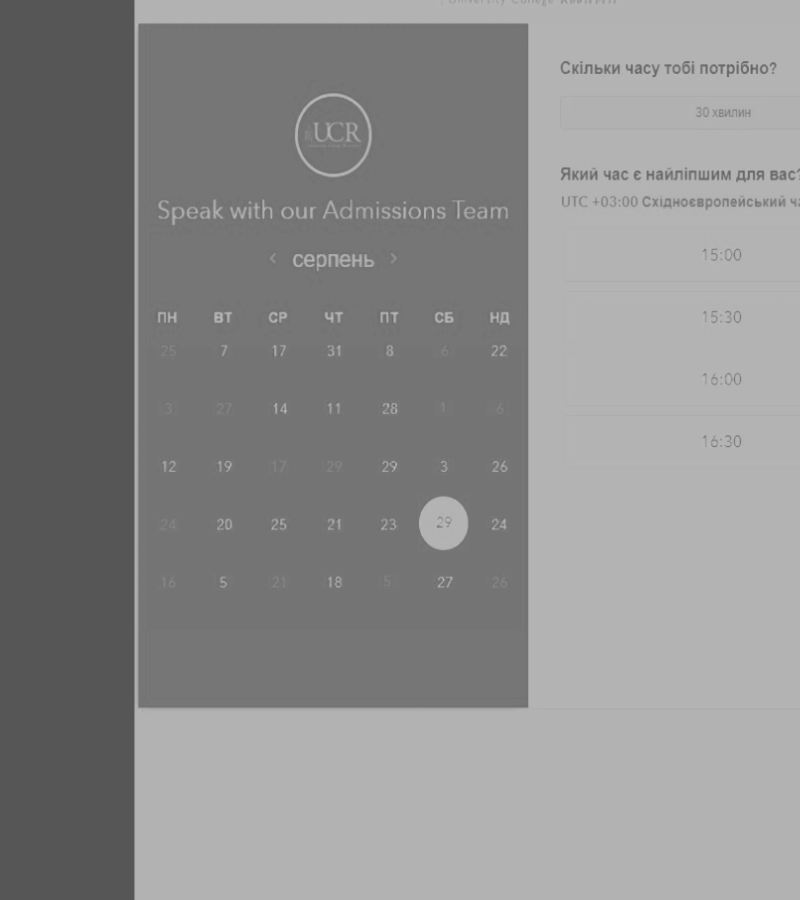 University College
UCR
Speak with our Admissions Team
‹ серпень ›
ПН ВТ СР ЧТ ПТ СБ НД
25 7 17 31 8 6 22
3 27 14 11 28 1 6
12 19 17 29 29 3 26
24 20 25 21 23 29 24
16 5 21 18 5 27 26
Скільки часу тобі потрібно?
30 хвилин
Який час є найліпшим для вас?
UTC +03:00 Східноєвропейський
15:00
15:30
16:00
16:30